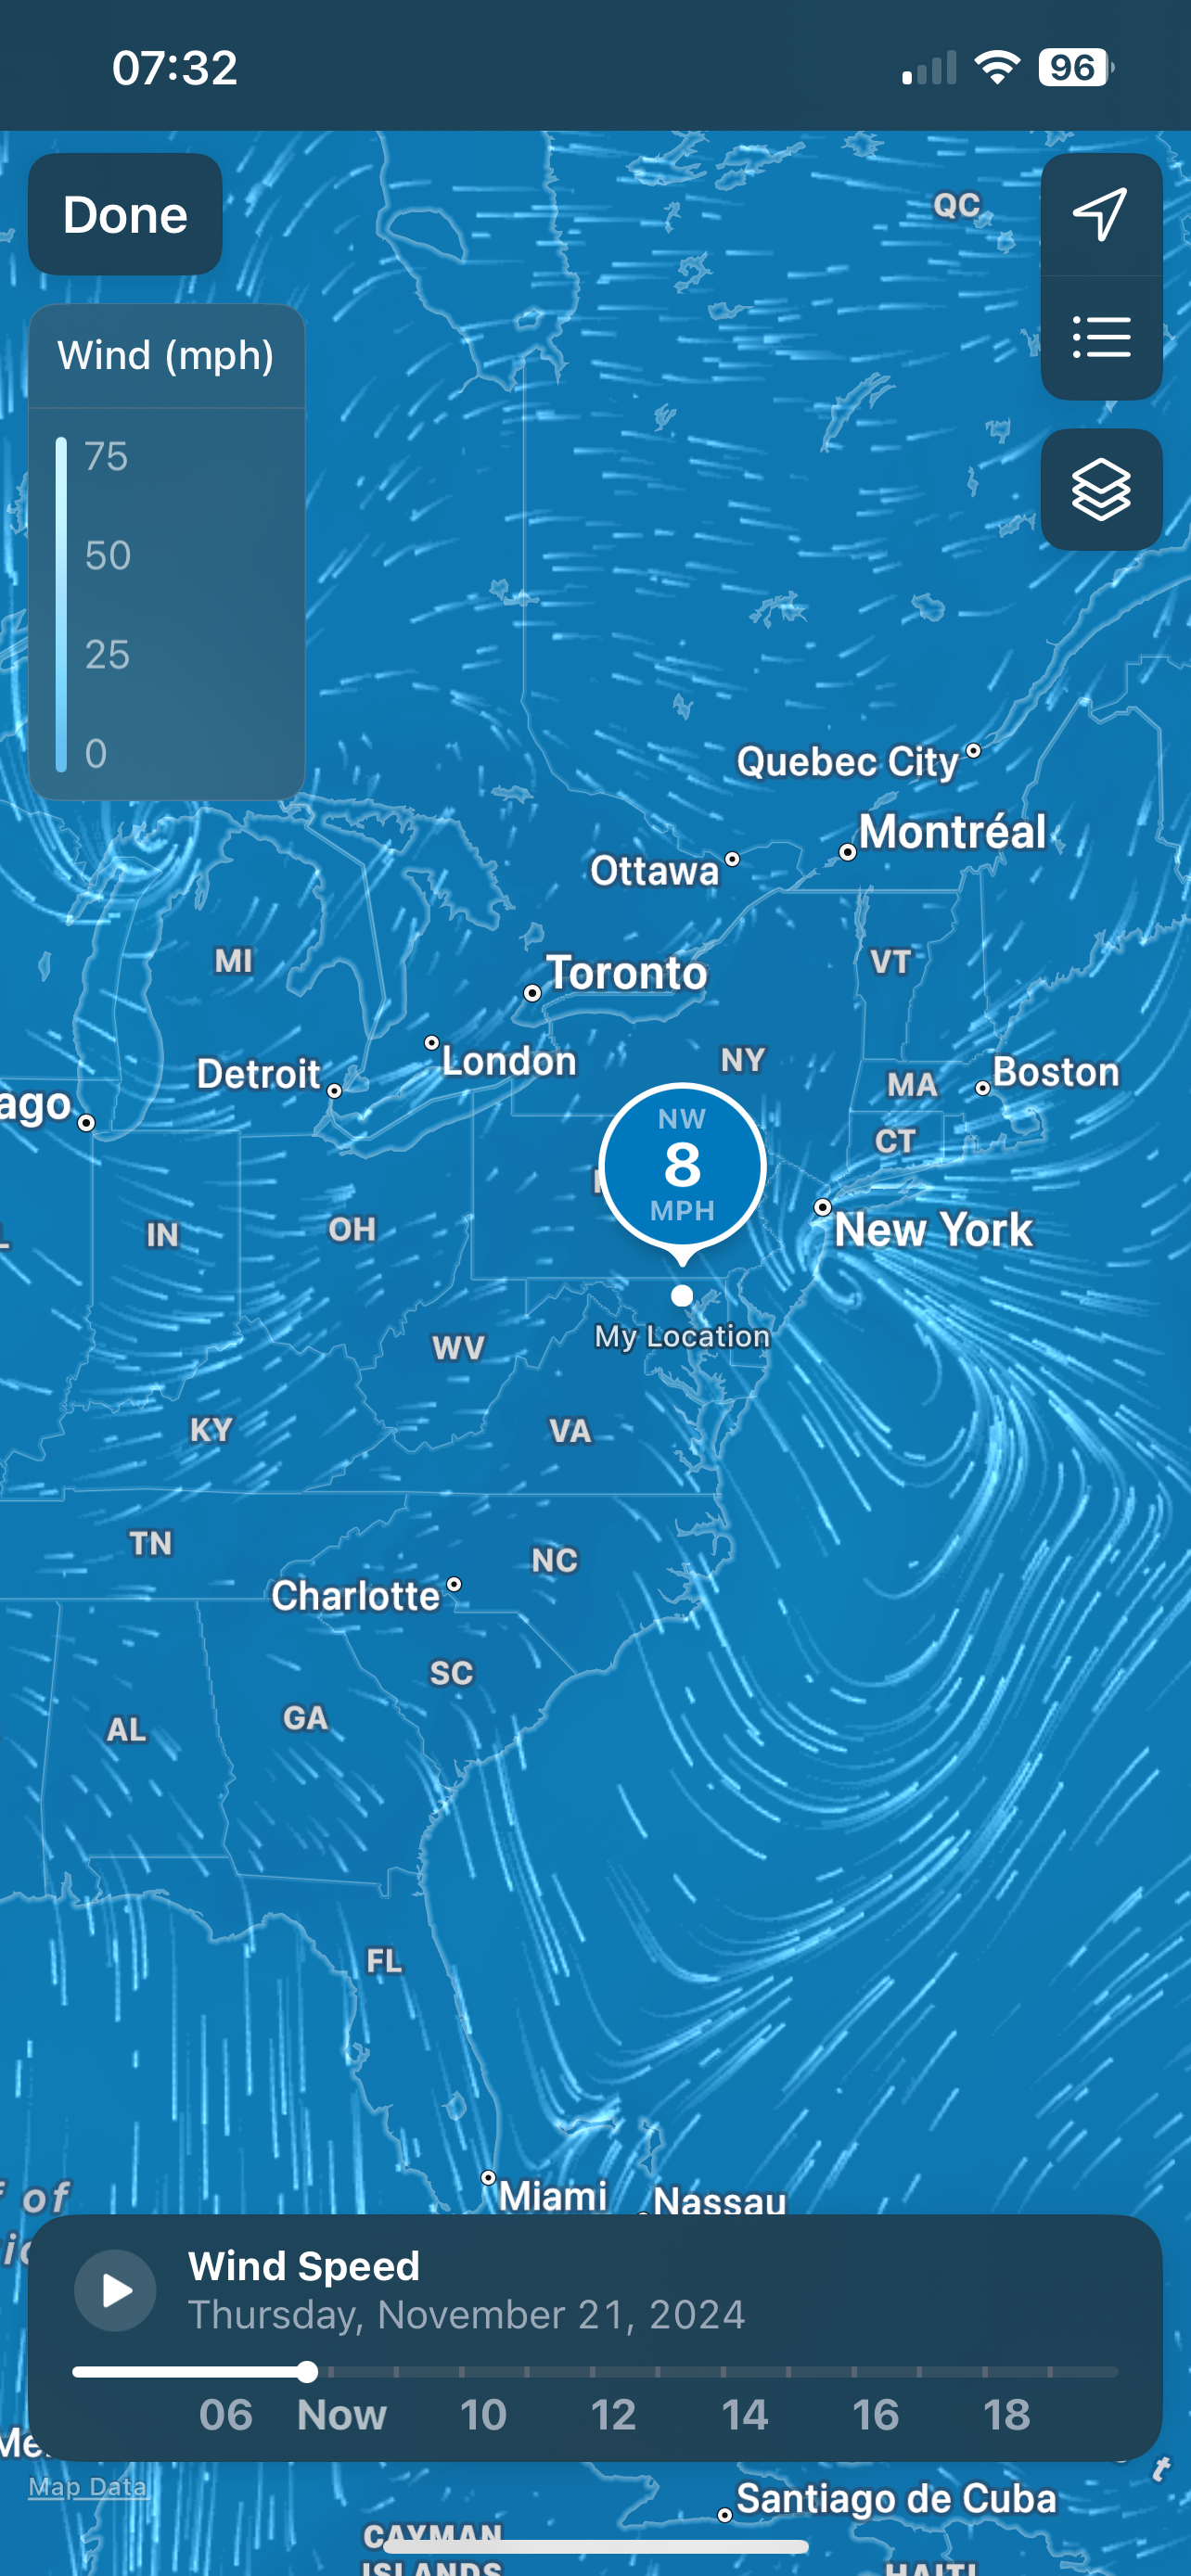 07:32
96
Done
QC
Wind (mph)
75
50
25
0
Quebec City
Montréal
Ottawa
MI
Toronto
VT
Detroit
London
NY
MA
Boston
ago
NW
8
MPH
CT
IN
OH
New York
My Location
WV
KY
VA
TN
NC
Charlotte
SC
AL
GA
FL
of
Miami
Nassau
Wind Speed
Thursday, November 21, 2024
06 Now 10 12 14 16 18
Map Data
Santiago de Cuba
CAYMAN
ISLANDS
HAITI